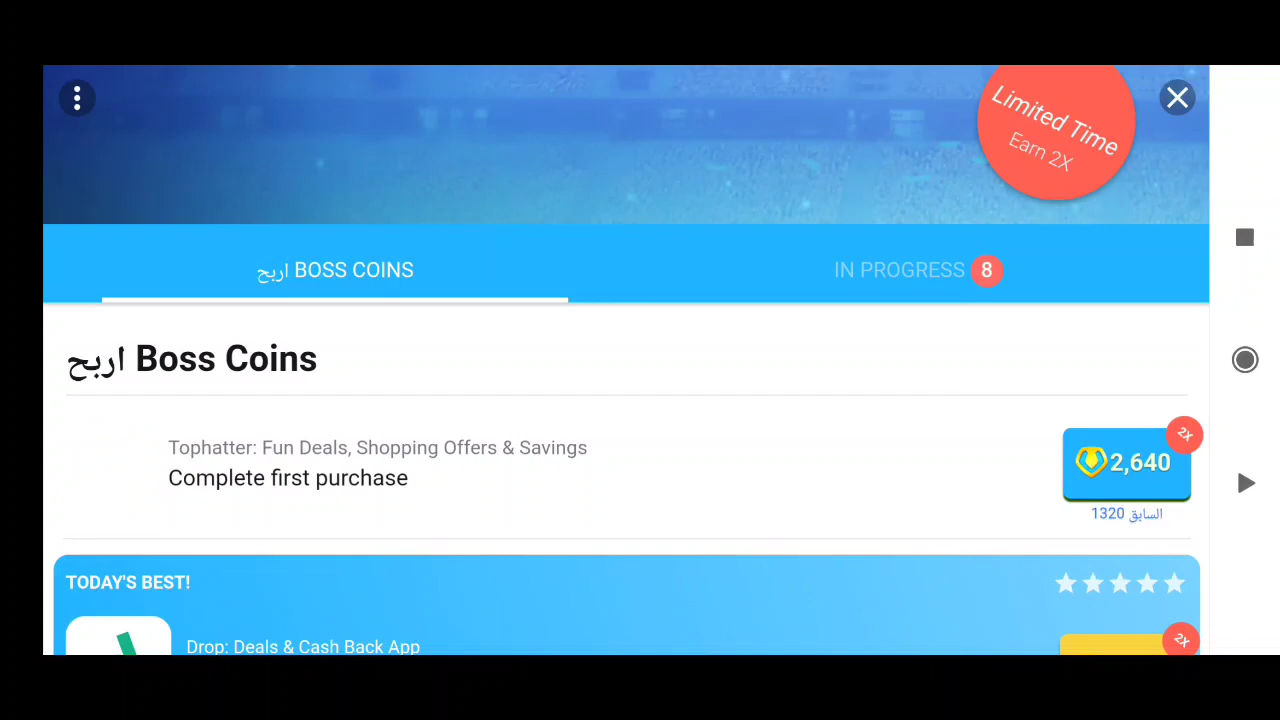 Limited Time
Earn 2X
اربح BOSS COINS
IN PROGRESS 8
اربح Boss Coins
Tophatter: Fun Deals, Shopping Offers & Savings
Complete first purchase
2X
2,640
السابق 1320
TODAY'S BEST!
Drop: Deals & Cash Back App
2X